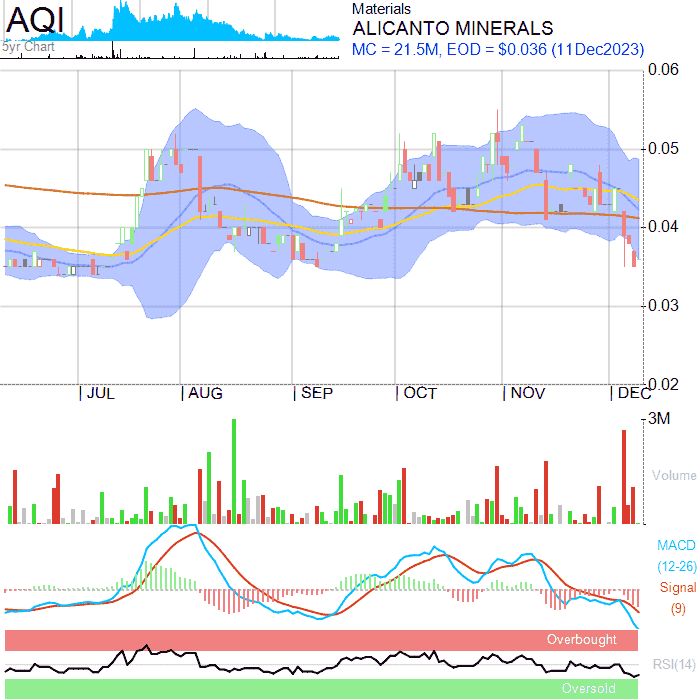 AQI
5yr Chart
Materials
ALICANTO MINERALS
MC = 21.5M, EOD = $0.036 (11Dec2023)
0.06
0.05
0.04
0.03
0.02
JUL AUG SEP OCT NOV DEC
3M
Volume
MACD
(12-26)
Signal
(9)
Overbought
RSI(14)
Oversold